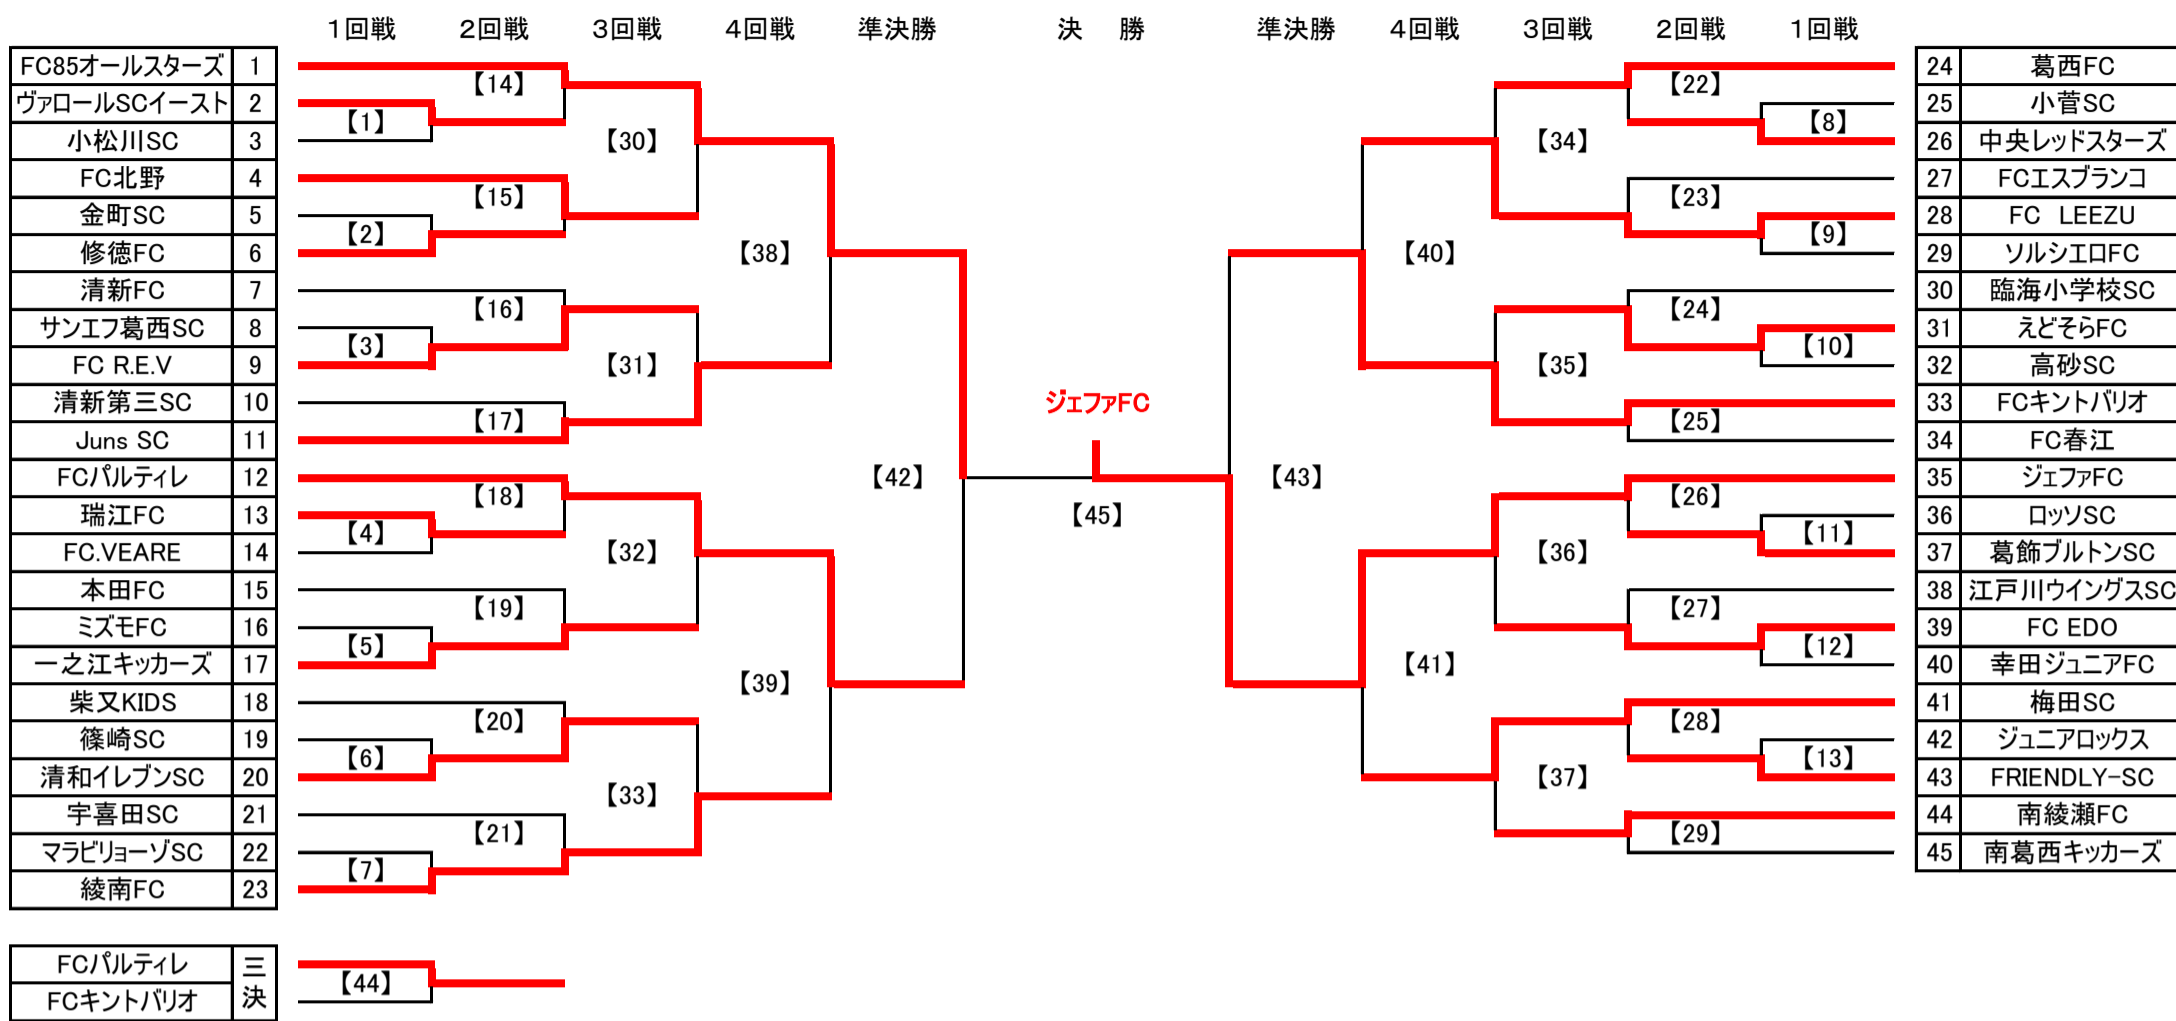 1回戦 2回戦 3回戦 4回戦 準決勝 決 勝 準決勝 4回戦 3回戦 2回戦 1回戦
FC85オールスターズ 1 【14】 【22】 24 葛西FC
ヴァロールSCイースト 2 【1】 【8】 25 小菅SC
小松川SC 3 【30】 【34】 26 中央レッドスターズ
FC北野 4 【15】 【23】 27 FCエスブランコ
金町SC 5 【2】 【9】 28 FC LEEZU
修徳FC 6 【38】 【40】 29 ソルシエロFC
清新FC 7 【16】 【24】 30 臨海小学校SC
サンエフ葛西SC 8 【3】 【10】 31 えどそらFC
FC R.E.V 9 【31】 【35】 32 高砂SC
清新第三SC 10 【17】 ジェファFC 【25】 33 FCキントバリオ
Juns SC 11 34 FC春江
FCパルティレ 12 【18】 【42】 【43】 【26】 35 ジェファFC
瑞江FC 13 【4】 【45】 【11】 36 ロッソSC
FC.VEARE 14 【32】 【36】 37 葛飾ブルトンSC
本田FC 15 【19】 【27】 38 江戸川ウイングスSC
ミズモFC 16 【5】 【12】 39 FC EDO
一之江キッカーズ 17 【39】 【41】 40 幸田ジュニアFC
柴又KIDS 18 【20】 【28】 41 梅田SC
篠崎SC 19 【6】 【13】 42 ジュニアロックス
清和イレブンSC 20 【33】 【37】 43 FRIENDLY-SC
宇喜田SC 21 【21】 【29】 44 南綾瀬FC
マラビリョーゾSC 22 【7】 45 南葛西キッカーズ
綾南FC 23
FCパルティレ 三決 【44】
FCキントバリオ